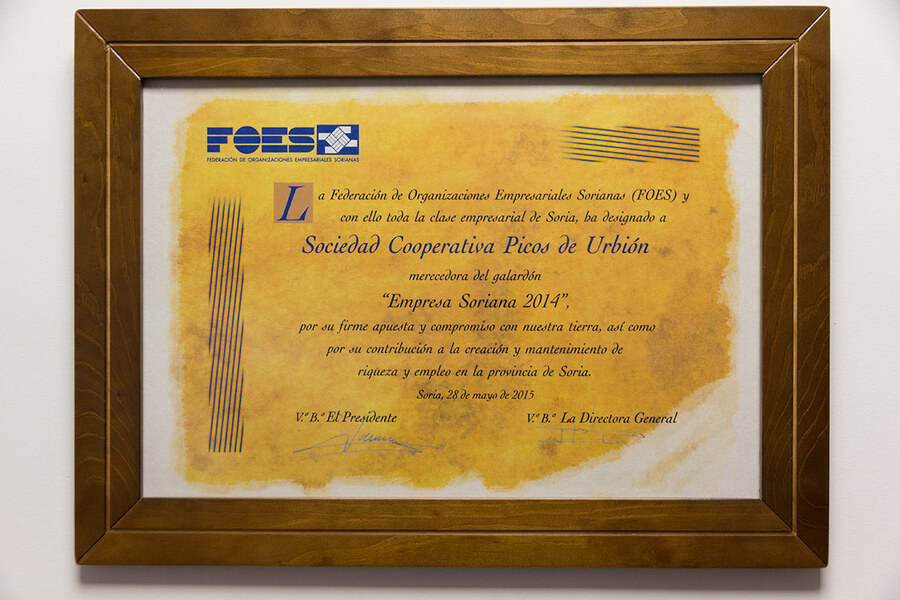 FOES
FEDERACIÓN DE ORGANIZACIONES EMPRESARIALES SORIANAS
La Federación de Organizaciones Empresariales Sorianas (FOES) y
con ello toda la clase empresarial de Soria, ha designado a
Sociedad Cooperativa Picos de Urbión
merecedora del galardón
“Empresa Soriana 2014”,
por su firme apuesta y compromiso con nuestra tierra, así como
por su contribución a la creación y mantenimiento de
riqueza y empleo en la provincia de Soria.
Soria, 28 de mayo de 2015
V.º B.º El Presidente
V.º B.º La Directora General